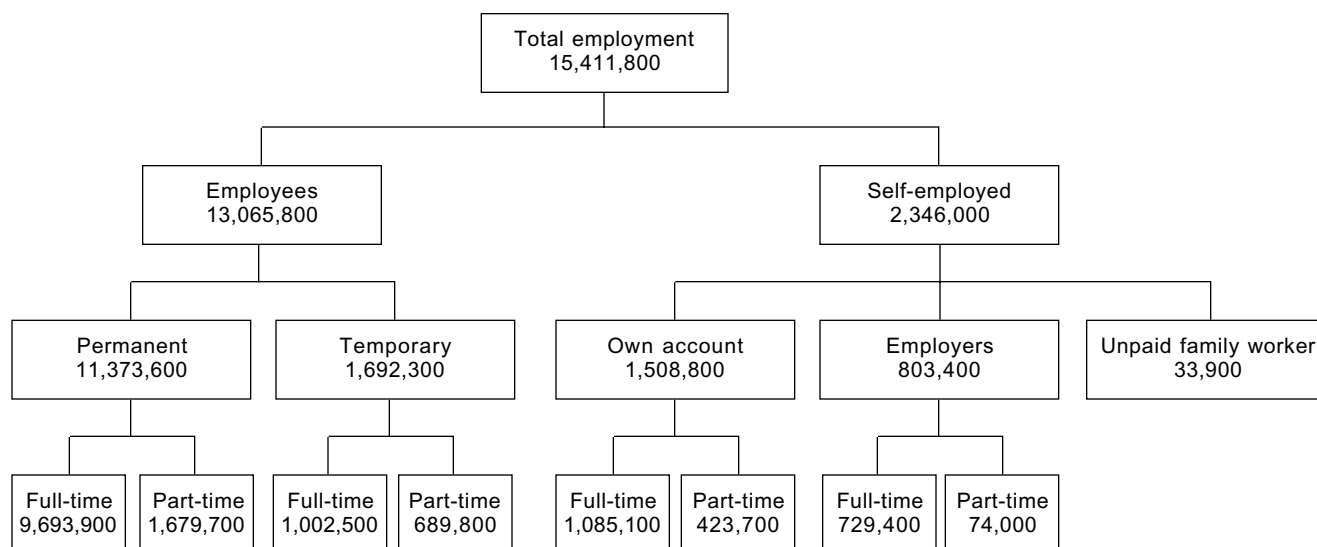 Total employment
15,411,800
Employees
13,065,800
Self-employed
2,346,000
Permanent
11,373,600
Temporary
1,692,300
Own account
1,508,800
Employers
803,400
Unpaid family worker
33,900
Full-time
9,693,900
Part-time
1,679,700
Full-time
1,002,500
Part-time
689,800
Full-time
1,085,100
Part-time
423,700
Full-time
729,400
Part-time
74,000